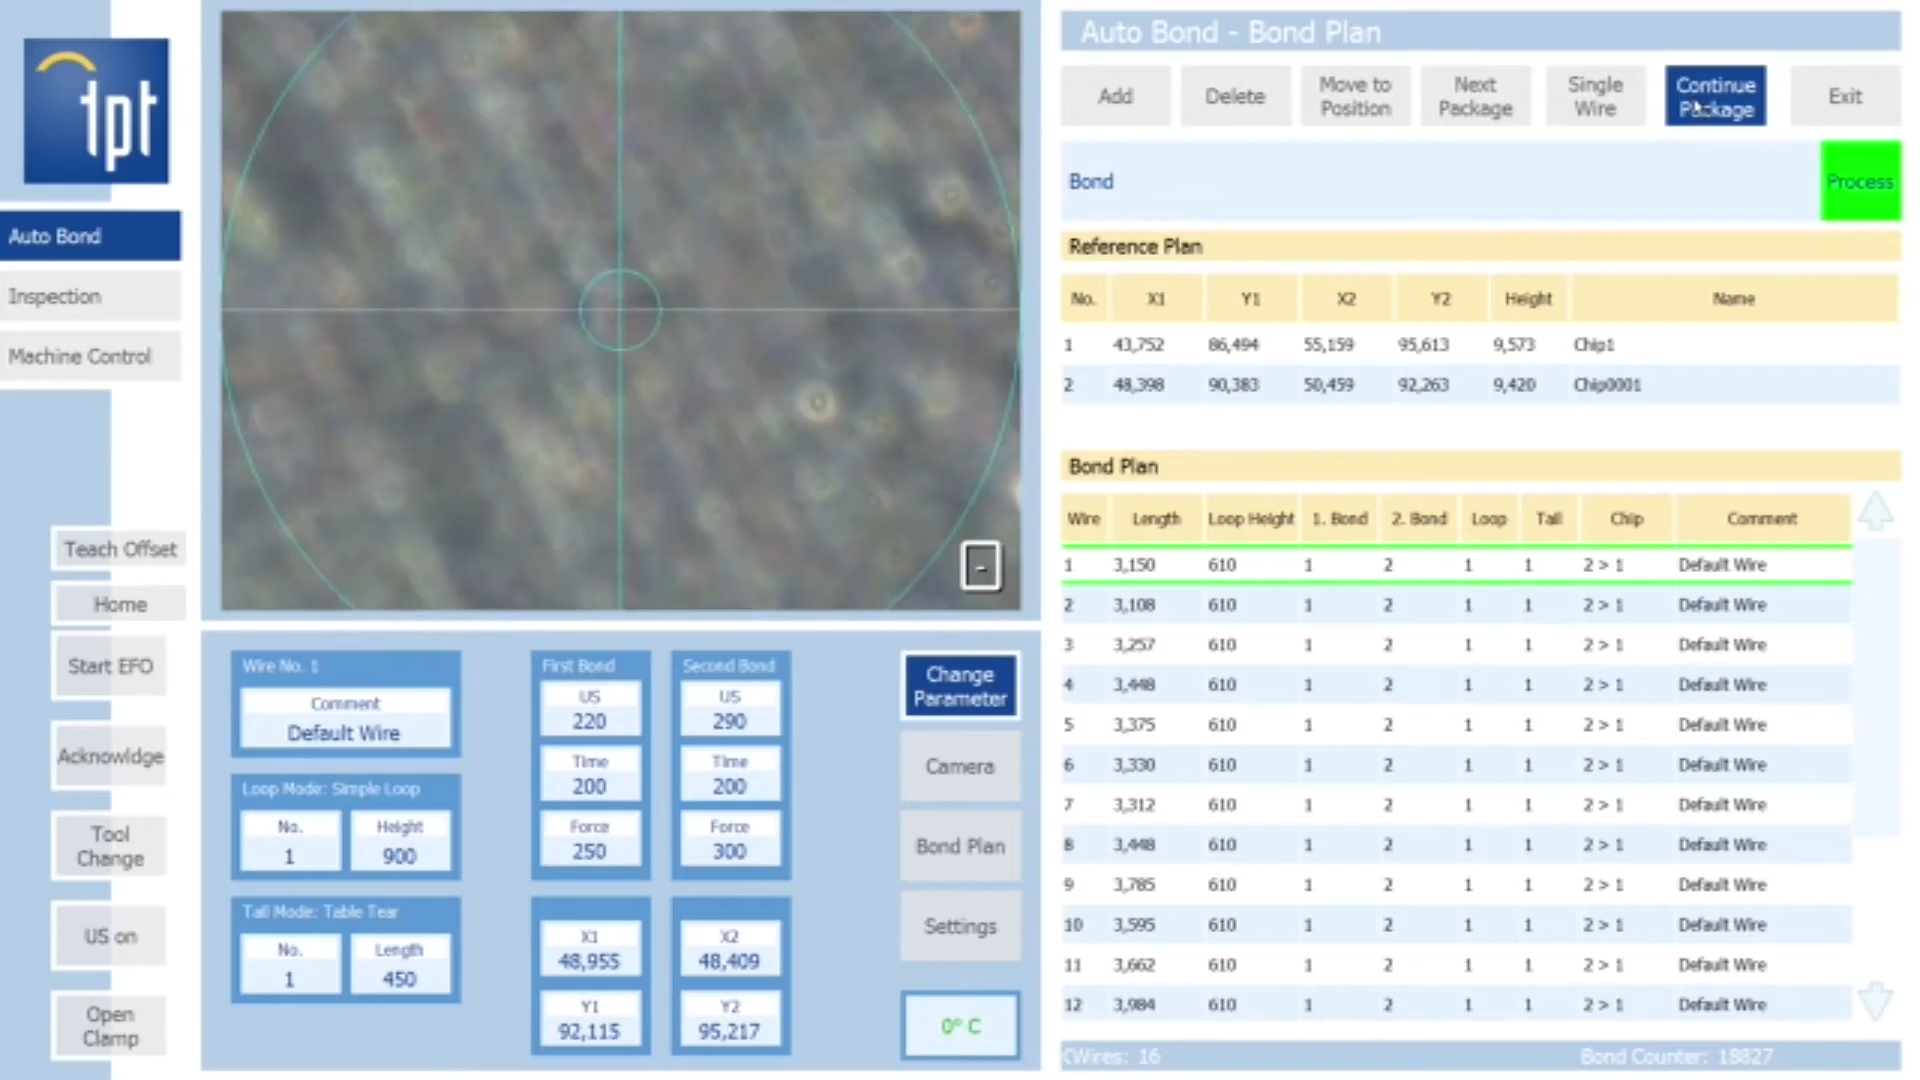 tpt
Auto Bond
Inspection
Machine Control
Teach Offset
Home
Start EFO
Acknowldge
Tool
Change
US on
Open
Clamp
-
Wire No. 1
Comment
Default Wire
Loop Mode: Simple Loop
No.
1
Height
900
Tail Mode: Table Tear
No.
1
Length
450
First Bond
US
220
Time
200
Force
250
Second Bond
US
290
Time
200
Force
300
X1
48,955
Y1
92,115
X2
48,409
Y2
95,217
Change
Parameter
Camera
Bond Plan
Settings
0° C
Auto Bond - Bond Plan
Add
Delete
Move to
Position
Next
Package
Single
Wire
Continue
Package
Exit
Bond
Process
Reference Plan
No. X1 Y1 X2 Y2 Height Name
1 43,752 86,494 55,159 95,613 9,573 Chip1
2 48,398 90,383 50,459 92,263 9,420 Chip0001
Bond Plan
Wire Length Loop Height 1. Bond 2. Bond Loop Tail Chip Comment
1 3,150 610 1 2 1 1 2 > 1 Default Wire
2 3,108 610 1 2 1 1 2 > 1 Default Wire
3 3,257 610 1 2 1 1 2 > 1 Default Wire
4 3,448 610 1 2 1 1 2 > 1 Default Wire
5 3,375 610 1 2 1 1 2 > 1 Default Wire
6 3,330 610 1 2 1 1 2 > 1 Default Wire
7 3,312 610 1 2 1 1 2 > 1 Default Wire
8 3,448 610 1 2 1 1 2 > 1 Default Wire
9 3,785 610 1 2 1 1 2 > 1 Default Wire
10 3,595 610 1 2 1 1 2 > 1 Default Wire
11 3,662 610 1 2 1 1 2 > 1 Default Wire
12 3,984 610 1 2 1 1 2 > 1 Default Wire
CWires: 16 Bond Counter: 18827